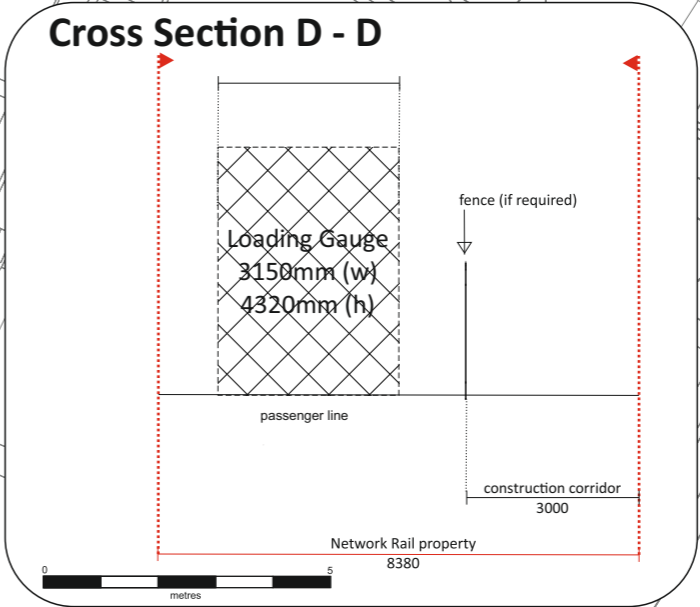 Cross Section D - D
fence (if required)
Loading Gauge
3150mm (w)
4320mm (h)
passenger line
construction corridor
3000
Network Rail property
8380
0 5
metres